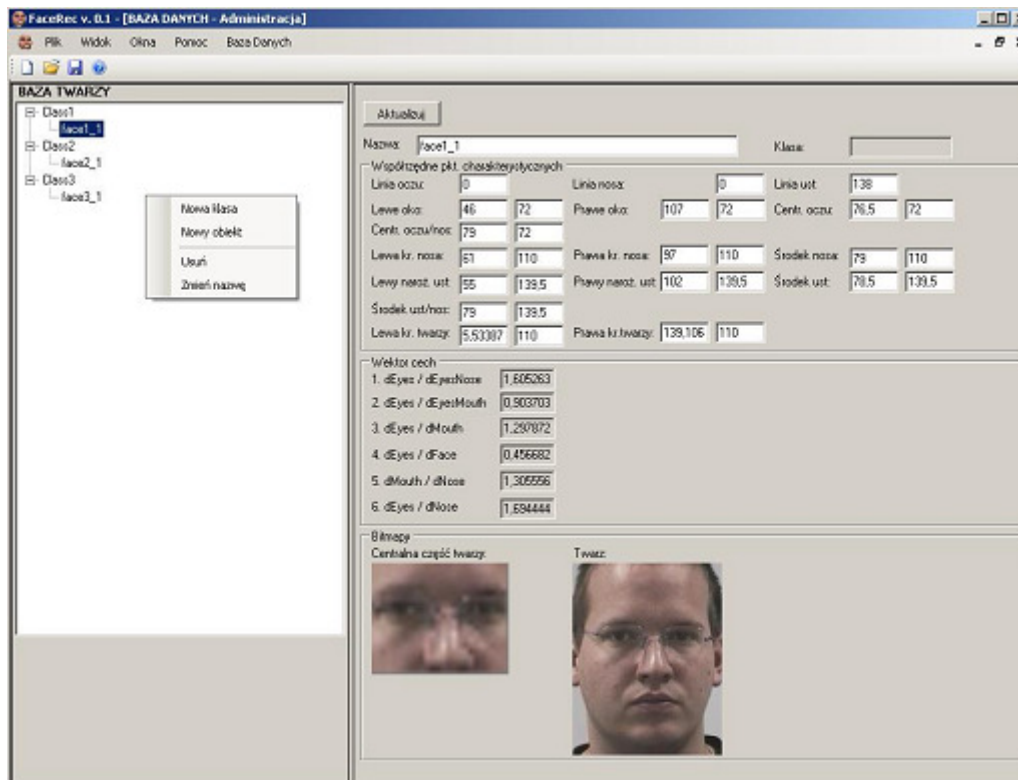 FaceRec v. 0.1 - [BAZA DANYCH - Administracja]
Plik Widok Okna Pomoc Baza Danych
BAZA TWARZY
Class1
face1_1
Class2
face2_1
Class3
face3_1
Nowa klasa
Nowy obiekt
Usuń
Zmień nazwę
Aktualizuj
Nazwa: face1_1 Klasa:
Współrzędne pkt. charakterystycznych
Linia oczu: 0 Linia nosa: 0 Linia ust: 138
Lewe oko: 46 72 Prawe oko: 107 72 Centr. oczu: 76,5 72
Centr. oczu/nos: 79 72
Lewa kr. nosa: 61 110 Prawa kr. nosa: 97 110 Środek nosa: 79 110
Lewy naroż. ust: 55 139,5 Prawy naroż. ust: 102 139,5 Środek ust: 78,5 139,5
Środek ust/nos: 79 139,5
Lewa kr. twarzy: 5,53387 110 Prawa kr.twarzy: 139,106 110
Wektor cech
1. dEyes / dEyesNose 1,605263
2. dEyes / dEyesMouth 0,903703
3. dEyes / dMouth 1,297872
4. dEyes / dFace 0,456682
5. dMouth / dNose 1,305556
6. dEyes / dNose 1,694444
Bitmapy
Centralna część twarzy: Twarz: